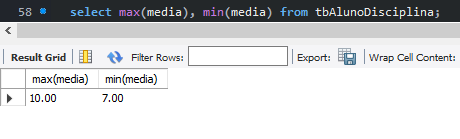 58 select max(media), min(media) from tbAlunoDisciplina;
Result Grid Filter Rows: Export: Wrap Cell Content:
max(media) min(media)
10.00 7.00